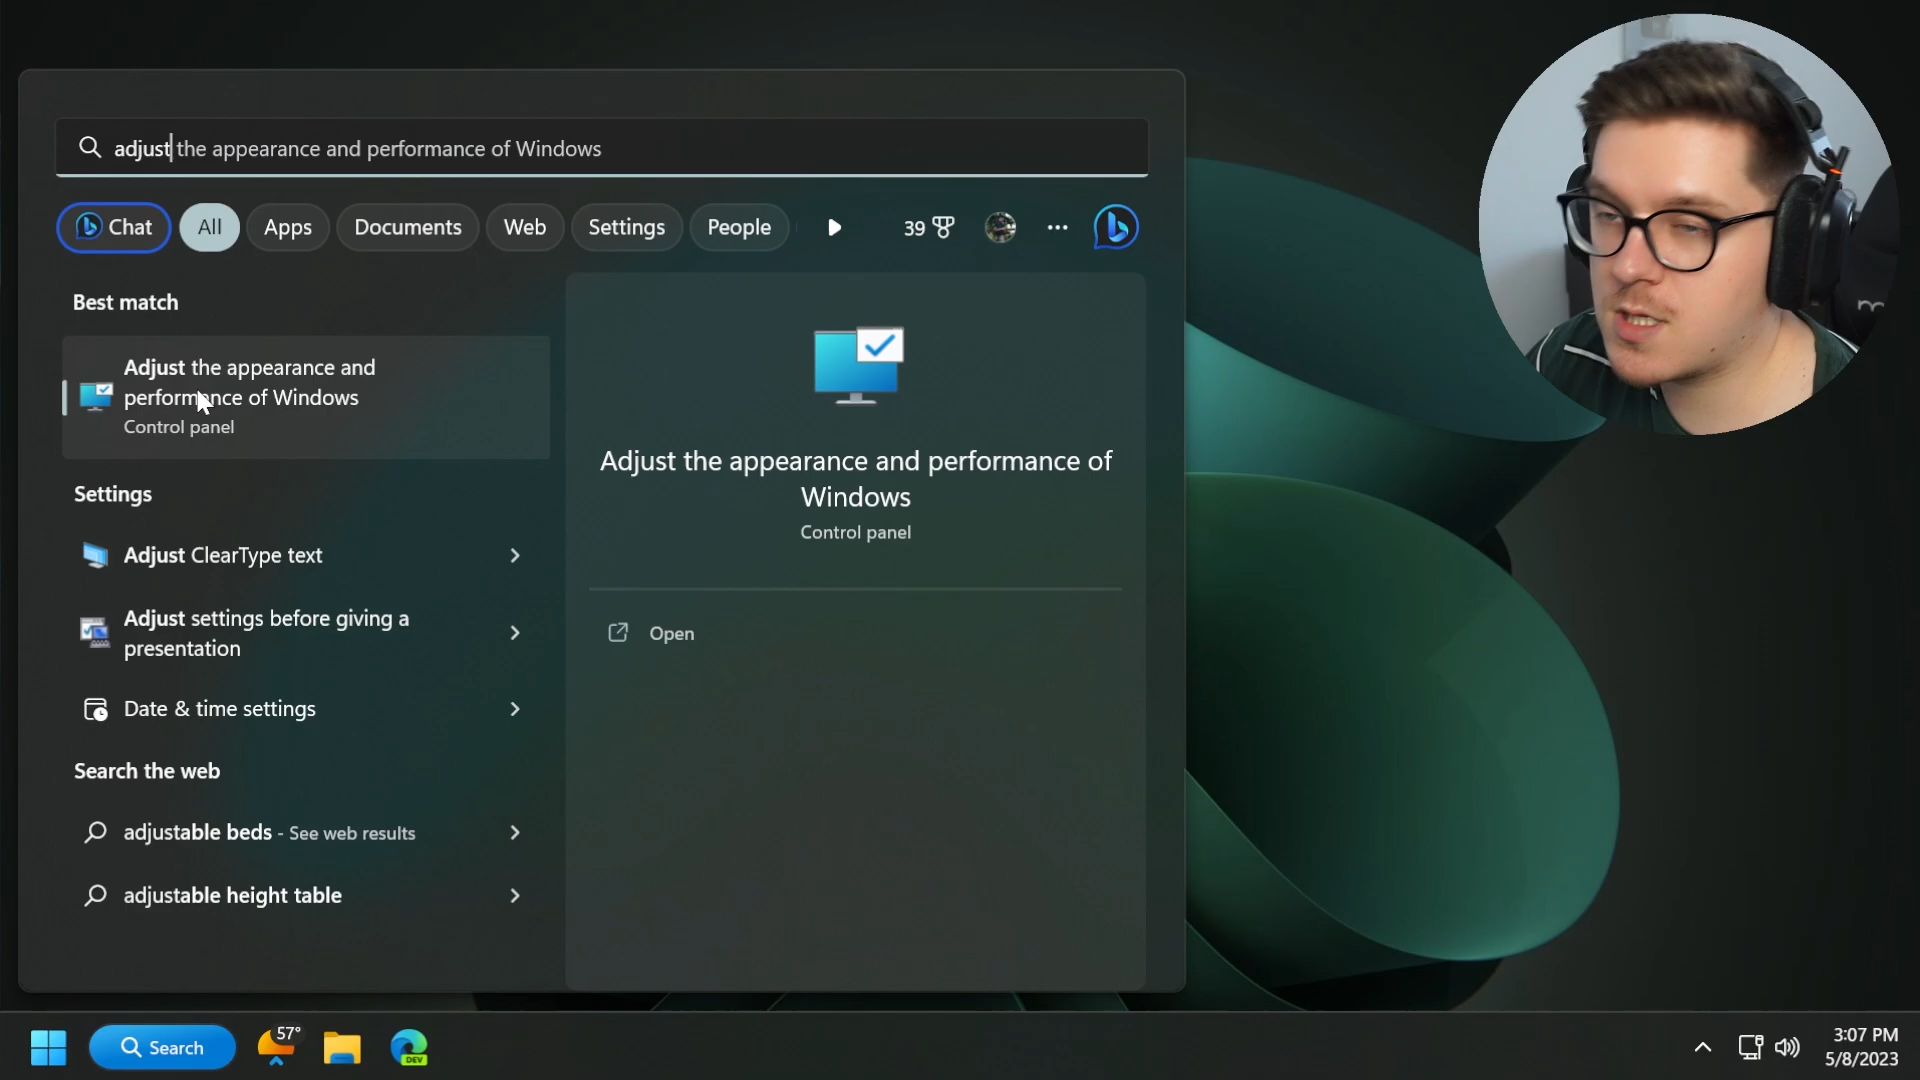 adjust the appearance and performance of Windows
Chat
All
Apps
Documents
Web
Settings
People
39
Best match
Adjust the appearance and
performance of Windows
Control panel
Settings
Adjust ClearType text
Adjust settings before giving a
presentation
Date & time settings
Search the web
adjustable beds - See web results
adjustable height table
Adjust the appearance and performance of
Windows
Control panel
Open
Search
57°
DEV
3:07 PM
5/8/2023